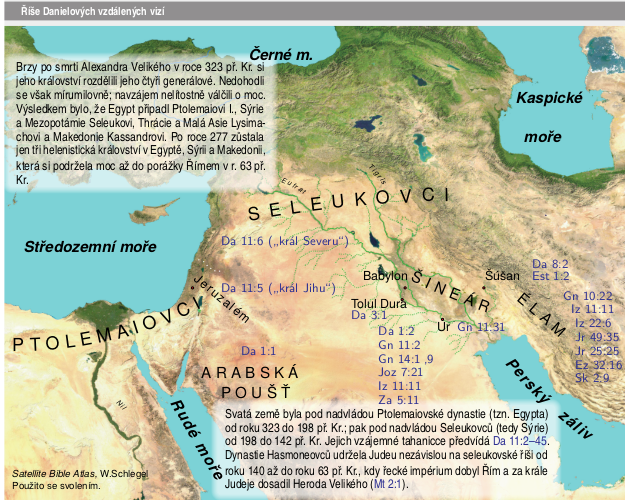 Říše Danielových vzdálených vizí
Brzy po smrti Alexandra Velikého v roce 323 př. Kr. si
jeho království rozdělili jeho čtyři generálové. Nedohodli
se však mírumilovně; navzájem nelítostně válčili o moc.
Výsledkem bylo, že Egypt připadl Ptolemaiovi I., Sýrie
a Mezopotámie Seleukovi, Thrácie a Malá Asie Lysima-
chovi a Makedonie Kassandrovi. Po roce 277 zůstala
jen tři helenistická království v Egyptě, Sýrii a Makedonii,
která si podržela moc až do porážky Římem v r. 63 př.
Kr.
Černé m.
Kaspické
moře
Eufrat
Tigris
SELEUKOVCI
Středozemní moře
Da 11:6 („král Severu“)
Da 11:5 („král Jihu“)
Jeruzalém
Babylon
ŠINEÁR
Šúšan
Da 8:2
Est 1:2
Tolul Dura
Da 3:1
Úr Gn 11:31
ÉLAM
Gn 10:22
Iz 11:11
Iz 22:6
Jr 49:35
Jr 25:25
Ez 32:16
Sk 2:9
PTOLEMAIOVCI
Da 1:1
Da 1:2
Gn 11:2
Gn 14:1 ,9
Joz 7:21
Iz 11:11
Za 5:11
ARABSKÁ
POUŠŤ
Nil
Rudé moře
Perský záliv
Svatá země byla pod nadvládou Ptolemaiovské dynastie (tzn. Egypta)
od roku 323 do 198 př. Kr.; pak pod nadvládou Seleukovců (tedy Sýrie)
od 198 do 142 př. Kr. Jejich vzájemné tahanicce předvídá Da 11:2–45.
Dynastie Hasmoneovců udržela Judeu nezávislou na seleukovské říši od
roku 140 až do roku 63 př. Kr., kdy řecké impérium dobyl Řím a za krále
Judeje dosadil Heroda Velikého (Mt 2:1).
Satellite Bible Atlas, W.Schlegel
Použito se svolením.